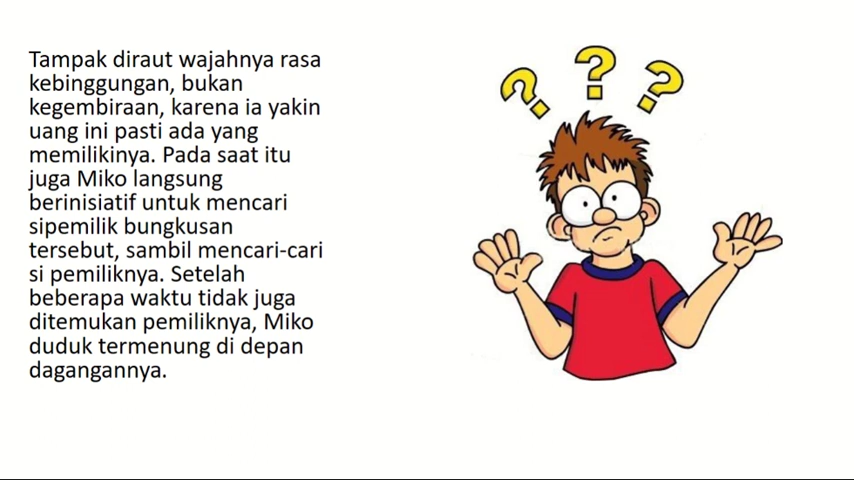 Tampak diraut wajahnya rasa
kebinggungan, bukan
kegembiraan, karena ia yakin
uang ini pasti ada yang
memilikinya. Pada saat itu
juga Miko langsung
berinisiatif untuk mencari
sipemilik bungkusan
tersebut, sambil mencari-cari
si pemiliknya. Setelah
beberapa waktu tidak juga
ditemukan pemiliknya, Miko
duduk termenung di depan
dagangannya.
? ? ?